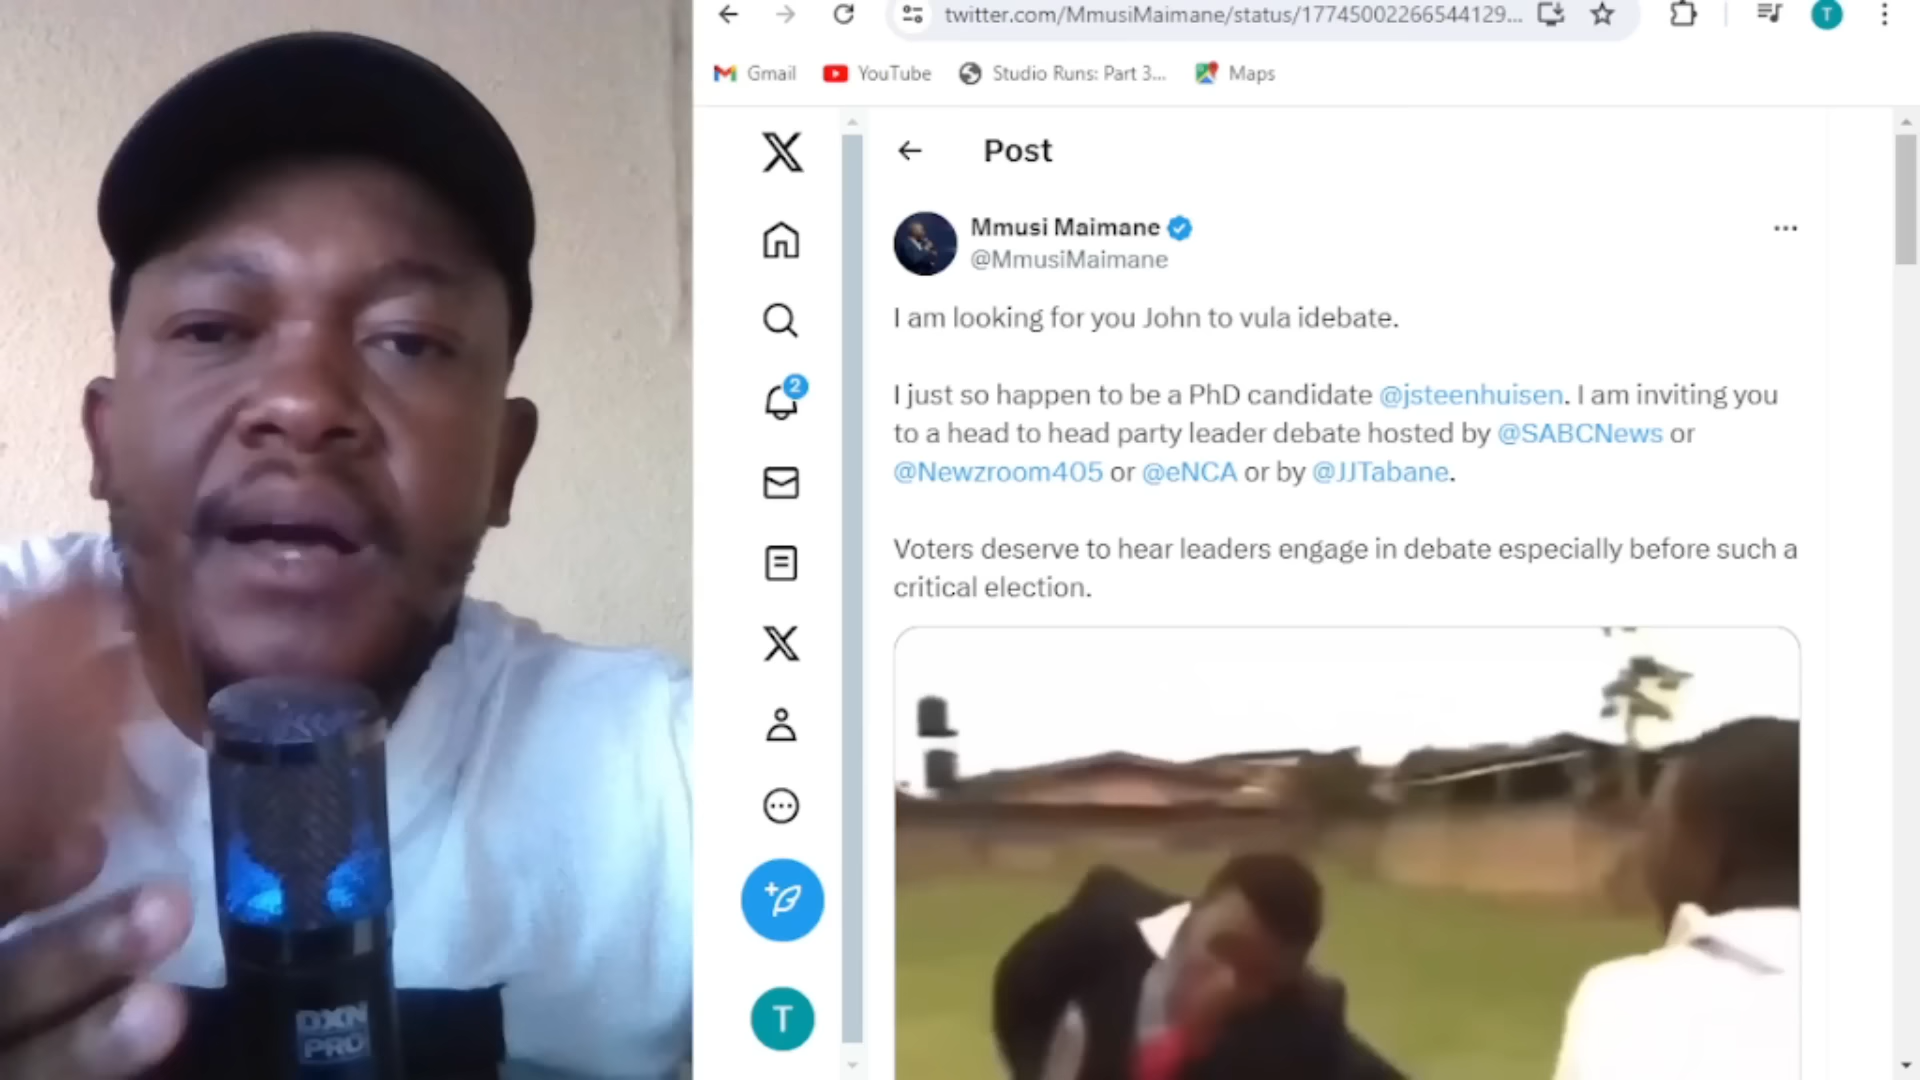 twitter.com/MmusiMaimane/status/17745002266544129...
T
Gmail
YouTube
Studio Runs: Part 3...
Maps
Post
Mmusi Maimane
@MmusiMaimane
I am looking for you John to vula idebate.
I just so happen to be a PhD candidate @jsteenhuisen. I am inviting you
to a head to head party leader debate hosted by @SABCNews or
@Newzroom405 or @eNCA or by @JJTabane.
Voters deserve to hear leaders engage in debate especially before such a
critical election.
2
T
DXN
PRO